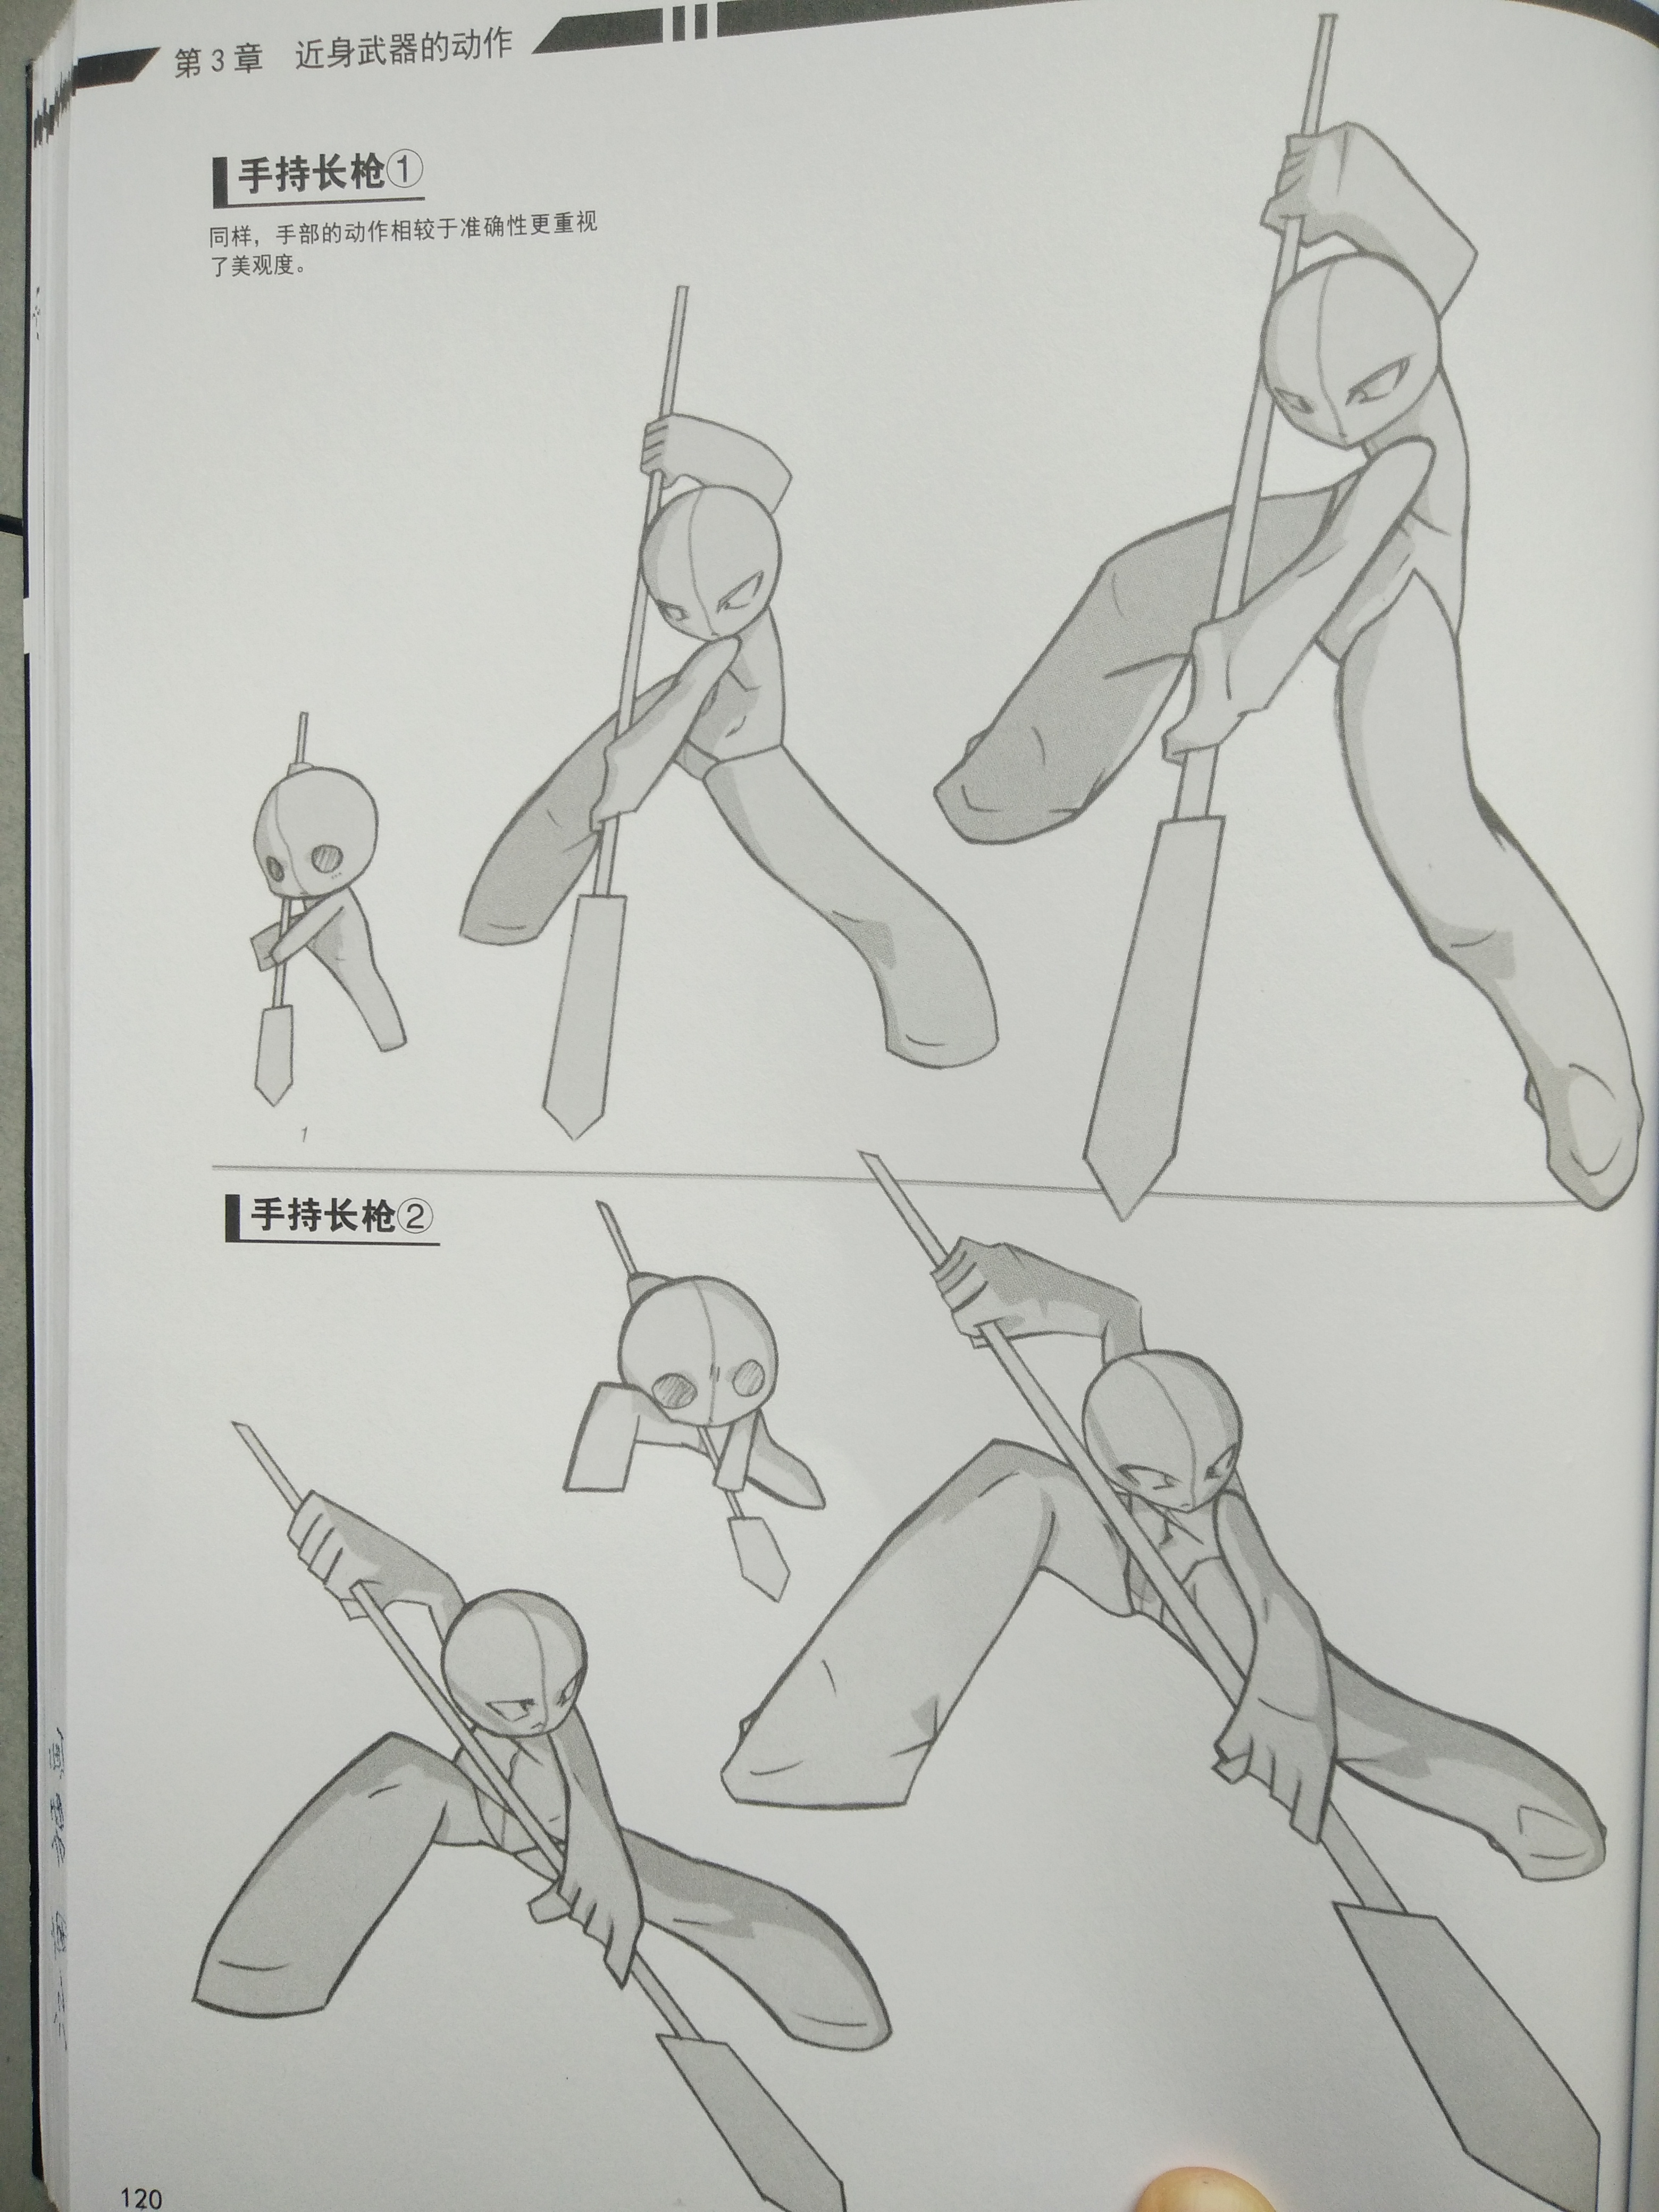 第3章 近身武器的动作
手持长枪①
同样，手部的动作相较于准确性更重视
了美观度。
1
手持长枪②
120